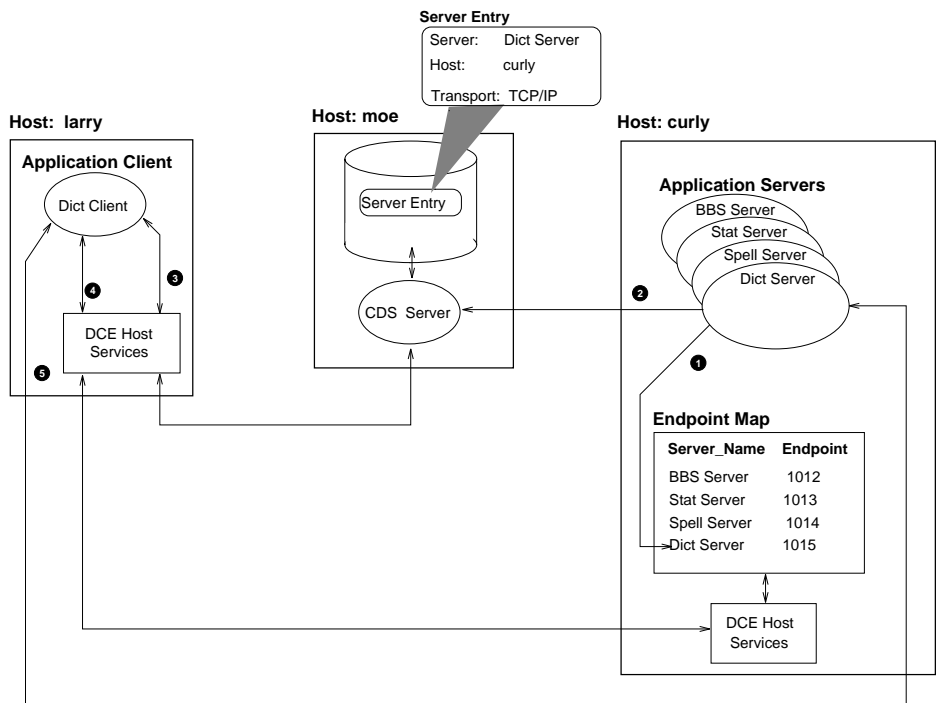 Server Entry
Server: Dict Server
Host: curly
Transport: TCP/IP
Host: larry
Host: moe
Host: curly
Application Client
Dict Client
4
3
DCE Host
Services
5
Server Entry
CDS Server
Application Servers
BBS Server
Stat Server
Spell Server
Dict Server
2
1
Endpoint Map
Server_Name Endpoint
BBS Server 1012
Stat Server 1013
Spell Server 1014
Dict Server 1015
DCE Host
Services